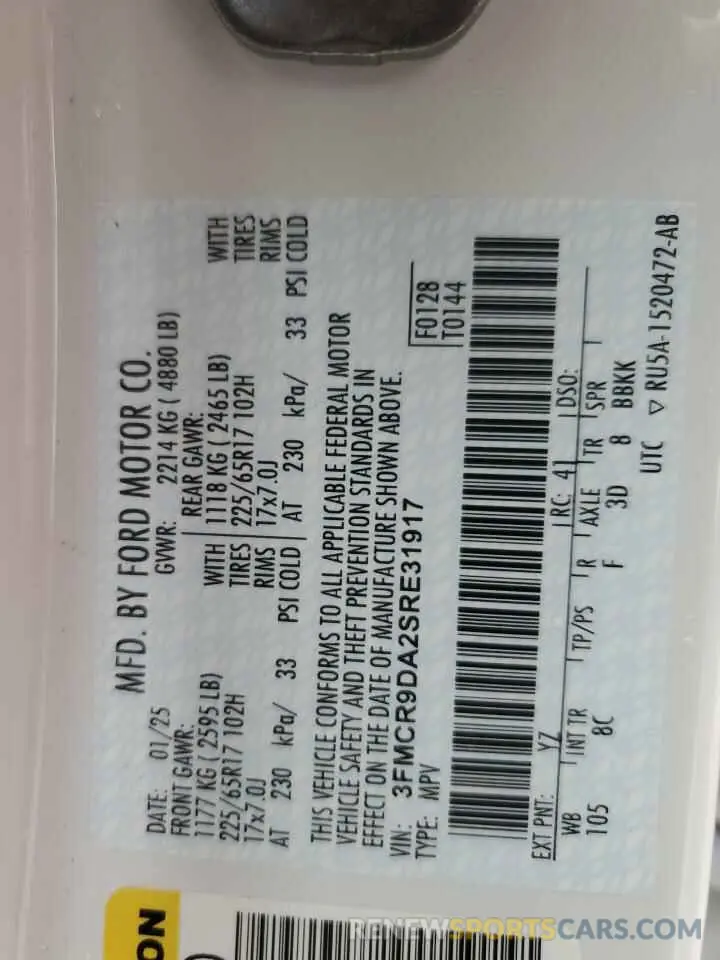 MFD. BY FORD MOTOR CO.
DATE: 01/25 GVWR: 2214 KG ( 4880 LB)
FRONT GAWR: REAR GAWR:
1177 KG ( 2595 LB) WITH 1118 KG ( 2465 LB) WITH
225/65R17 102H TIRES 225/65R17 102H TIRES
17x7.0J RIMS 17x7.0J RIMS
AT 230 kPa/ 33 PSI COLD AT 230 kPa/ 33 PSI COLD
THIS VEHICLE CONFORMS TO ALL APPLICABLE FEDERAL MOTOR
VEHICLE SAFETY AND THEFT PREVENTION STANDARDS IN
EFFECT ON THE DATE OF MANUFACTURE SHOWN ABOVE.
VIN: 3FMCR9DA2SRE31917 F0128
TYPE: MPV T0144
EXT PNT: YZ RC: 41 DSO:
WB INT TR TP/PS R AXLE TR SPR
105 8C F 3D 8 BBKK
UTC ▽ RU5A-1520472-AB
ON
RENEWSPORTSCARS.COM